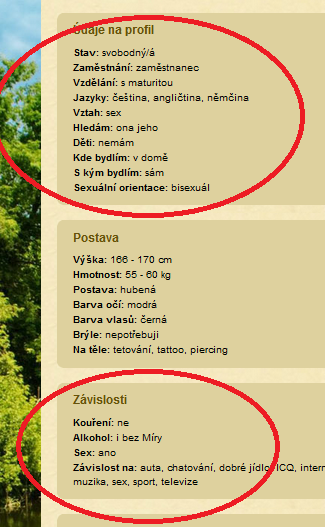 Údaje na profil
Stav: svobodný/á
Zaměstnání: zaměstnanec
Vzdělání: s maturitou
Jazyky: čeština, angličtina, němčina
Vztah: sex
Hledám: ona jeho
Děti: nemám
Kde bydlím: v domě
S kým bydlím: sám
Sexuální orientace: bisexuál
Postava
Výška: 166 - 170 cm
Hmotnost: 55 - 60 kg
Postava: hubená
Barva očí: modrá
Barva vlasů: černá
Brýle: nepotřebuji
Na těle: tetování, tattoo, piercing
Závislosti
Kouření: ne
Alkohol: i bez Míry
Sex: ano
Závislost na: auta, chatování, dobré jídlo, ICQ, intern
muzika, sex, sport, televize